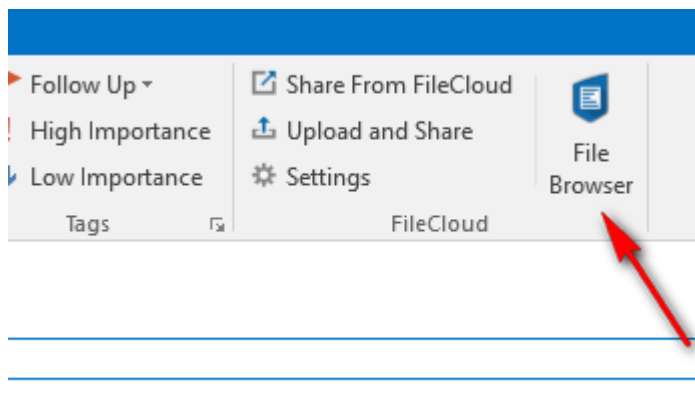 Follow Up
High Importance
Low Importance
Tags
Share From FileCloud
Upload and Share
Settings
File
Browser
FileCloud